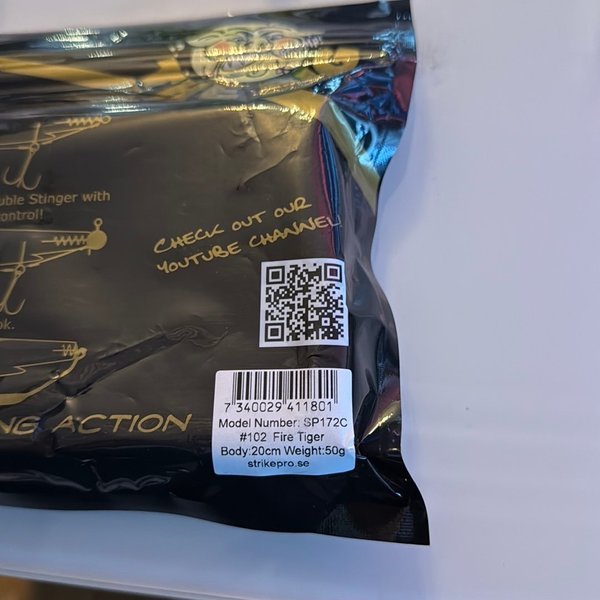 uble Stinger with
ontrol!
CHECK OUT OUR
YOUTUBE CHANNEL
ok.
NG ACTION
7 340029 411801
Model Number: SP172C
#102 Fire Tiger
Body:20cm Weight:50g
strikepro.se